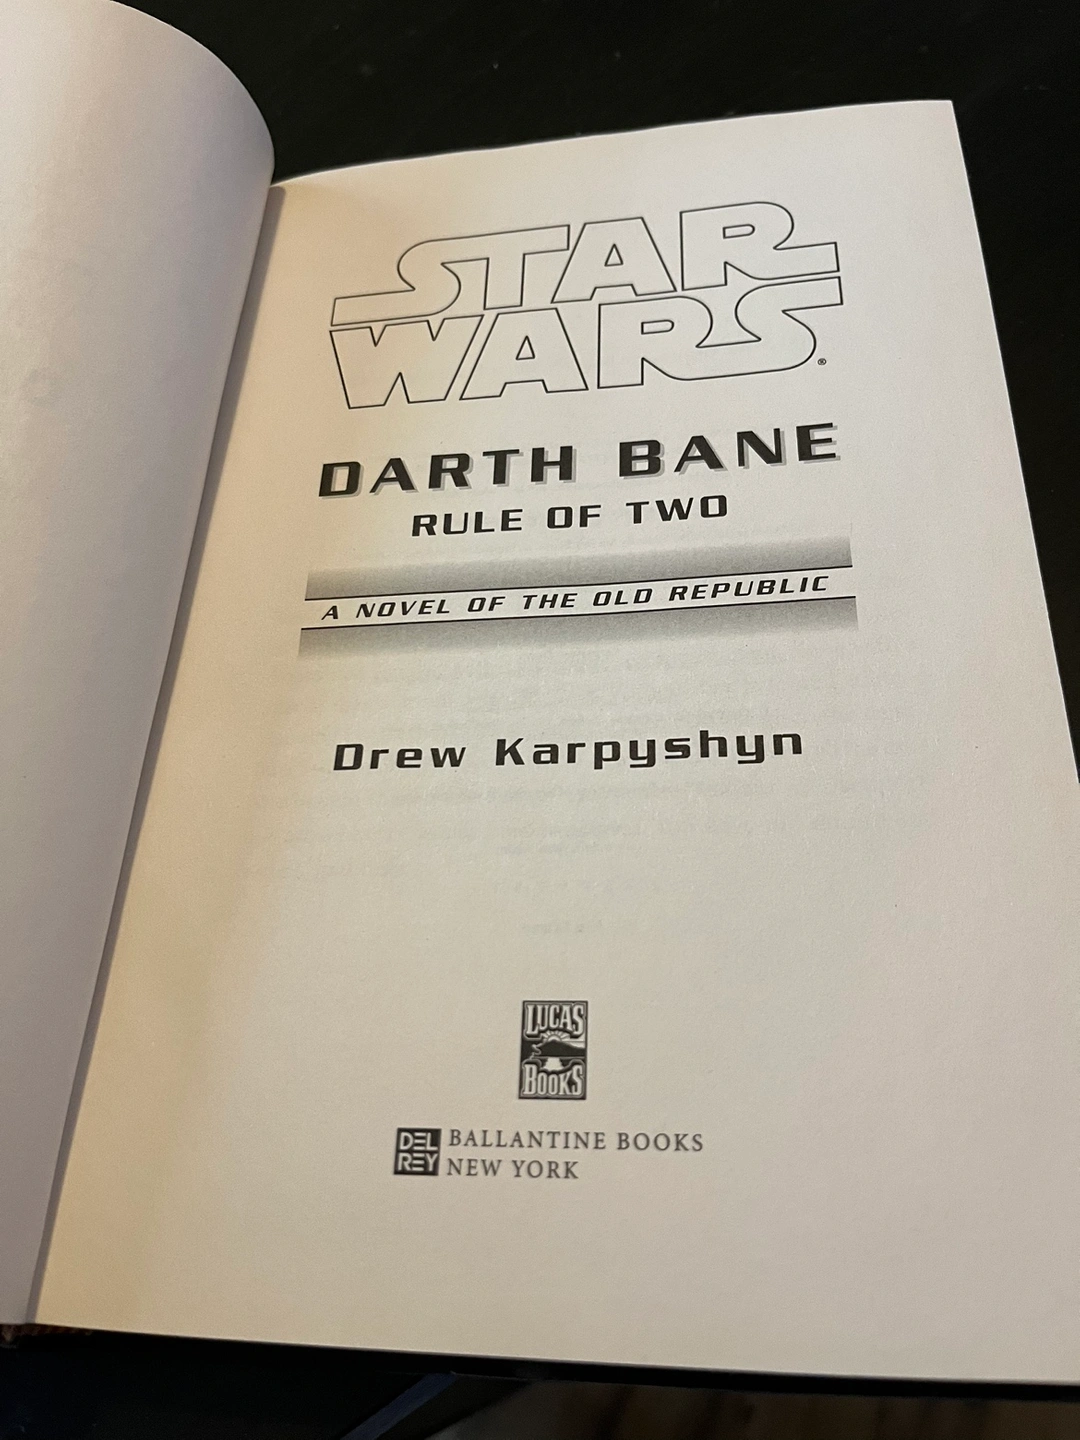 STAR
WARS®
DARTH BANE
RULE OF TWO
A NOVEL OF THE OLD REPUBLIC
Drew Karpyshyn
LUCAS
BOOKS
DEL
REY
BALLANTINE BOOKS
NEW YORK